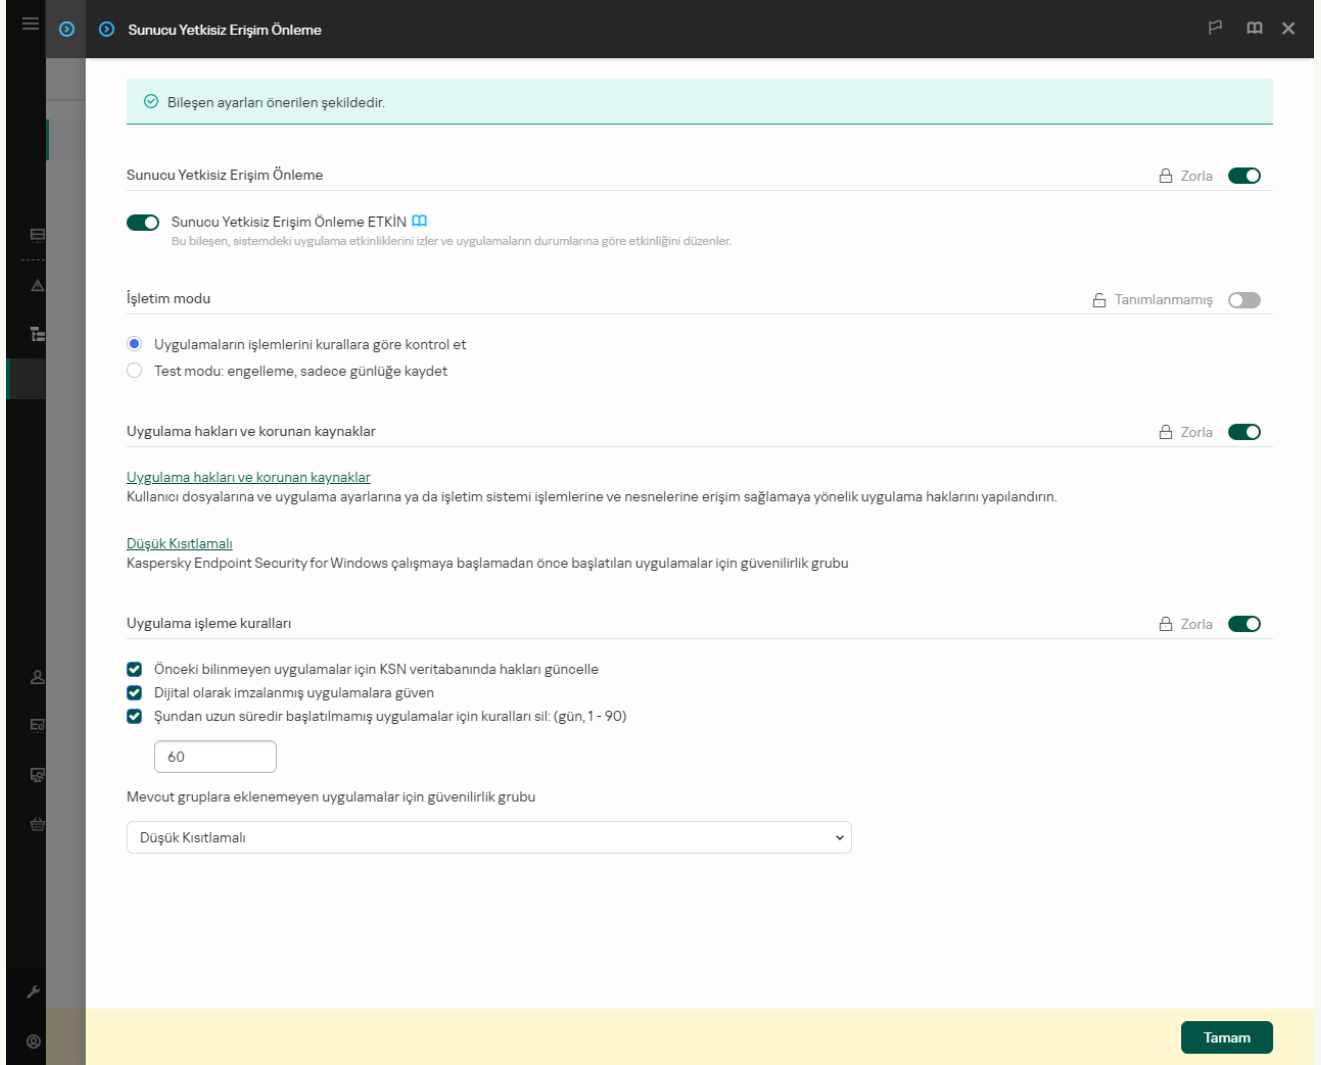 Sunucu Yetkisiz Erişim Önleme
Bileşen ayarları önerilen şekildedir.
Sunucu Yetkisiz Erişim Önleme
Zorla
Sunucu Yetkisiz Erişim Önleme ETKİN
Bu bileşen, sistemdeki uygulama etkinliklerini izler ve uygulamaların durumlarına göre etkinliğini düzenler.
İşletim modu
Tanımlanmamış
Uygulamaların işlemlerini kurallara göre kontrol et
Test modu: engelleme, sadece günlüğe kaydet
Uygulama hakları ve korunan kaynaklar
Zorla
Uygulama hakları ve korunan kaynaklar
Kullanıcı dosyalarına ve uygulama ayarlarına ya da işletim sistemi işlemlerine ve nesnelerine erişim sağlamaya yönelik uygulama haklarını yapılandırın.
Düşük Kısıtlamalı
Kaspersky Endpoint Security for Windows çalışmaya başlamadan önce başlatılan uygulamalar için güvenilirlik grubu
Uygulama işleme kuralları
Zorla
Önceki bilinmeyen uygulamalar için KSN veritabanında hakları güncelle
Dijital olarak imzalanmış uygulamalara güven
Şundan uzun süredir başlatılmamış uygulamalar için kuralları sil: (gün, 1 - 90)
60
Mevcut gruplara eklenemeyen uygulamalar için güvenilirlik grubu
Düşük Kısıtlamalı
Tamam